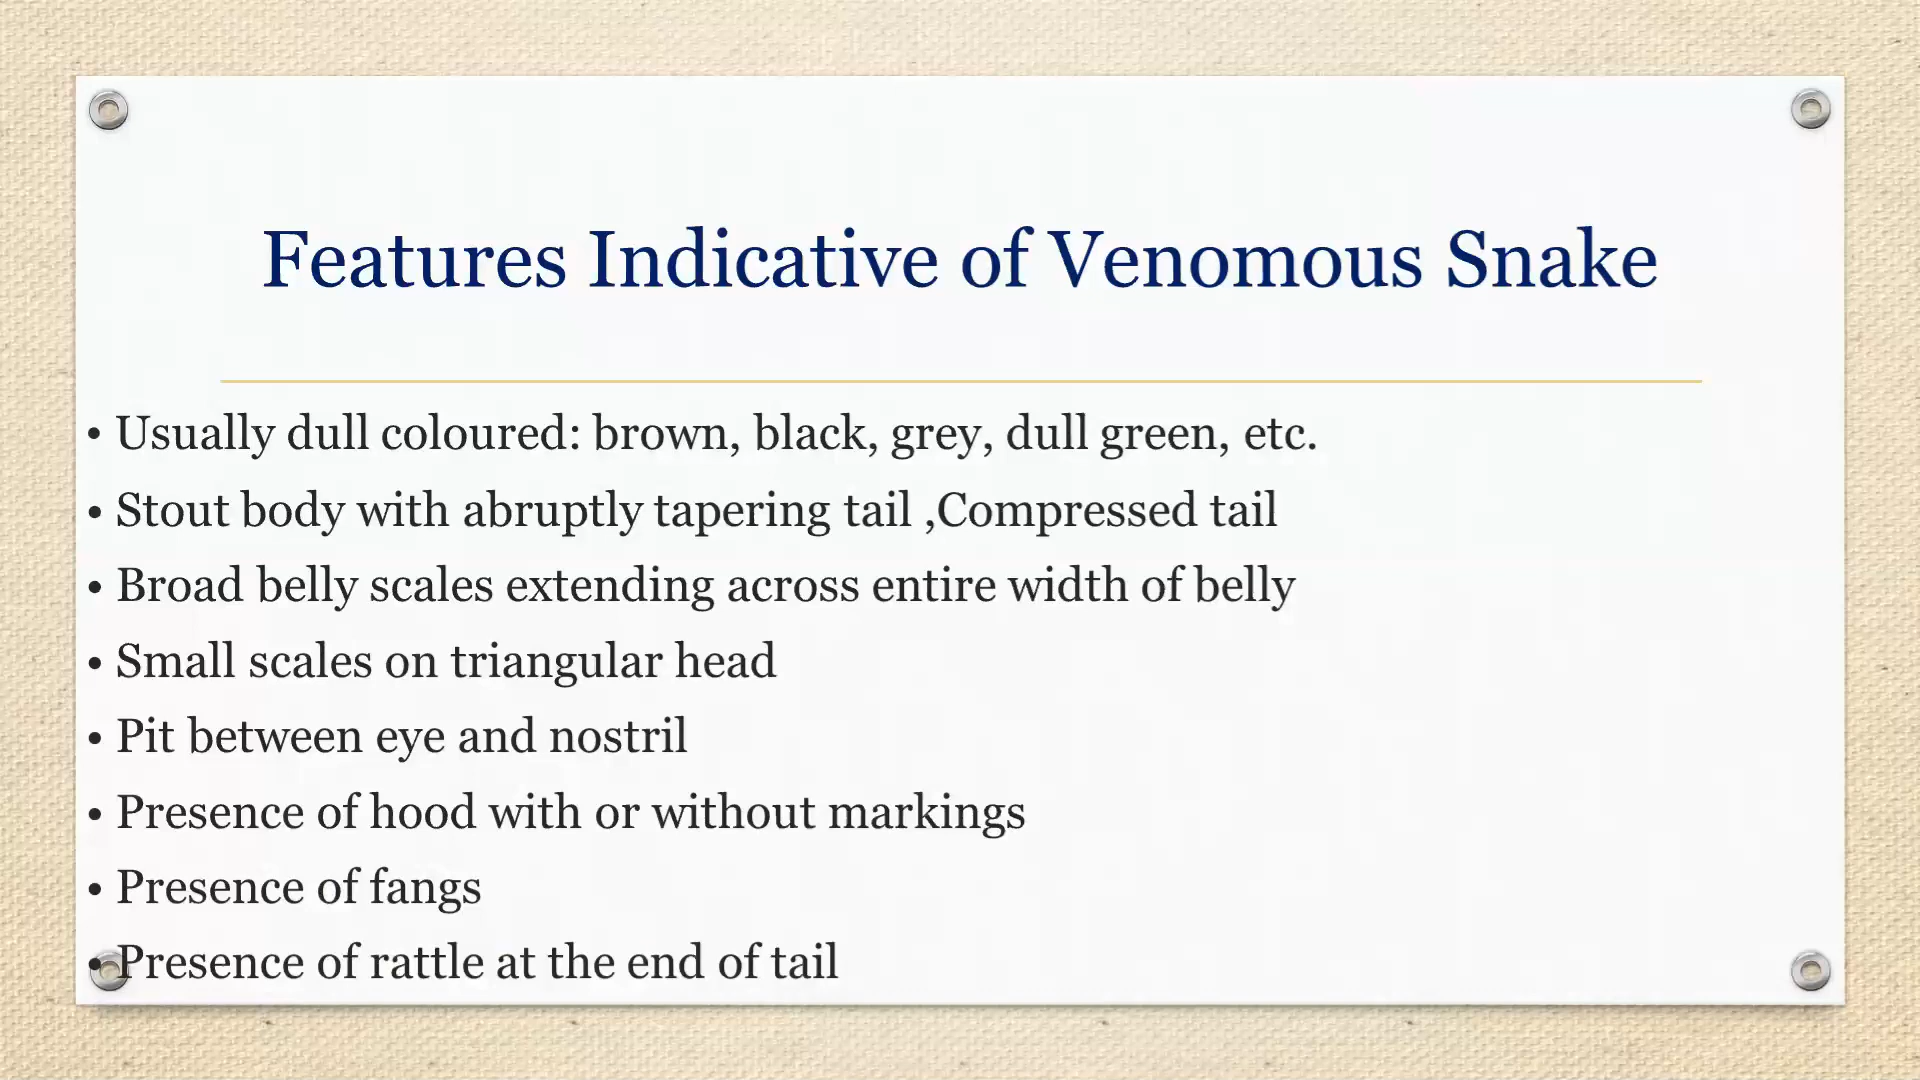 Features Indicative of Venomous Snake
• Usually dull coloured: brown, black, grey, dull green, etc.
• Stout body with abruptly tapering tail ,Compressed tail
• Broad belly scales extending across entire width of belly
• Small scales on triangular head
• Pit between eye and nostril
• Presence of hood with or without markings
• Presence of fangs
• Presence of rattle at the end of tail